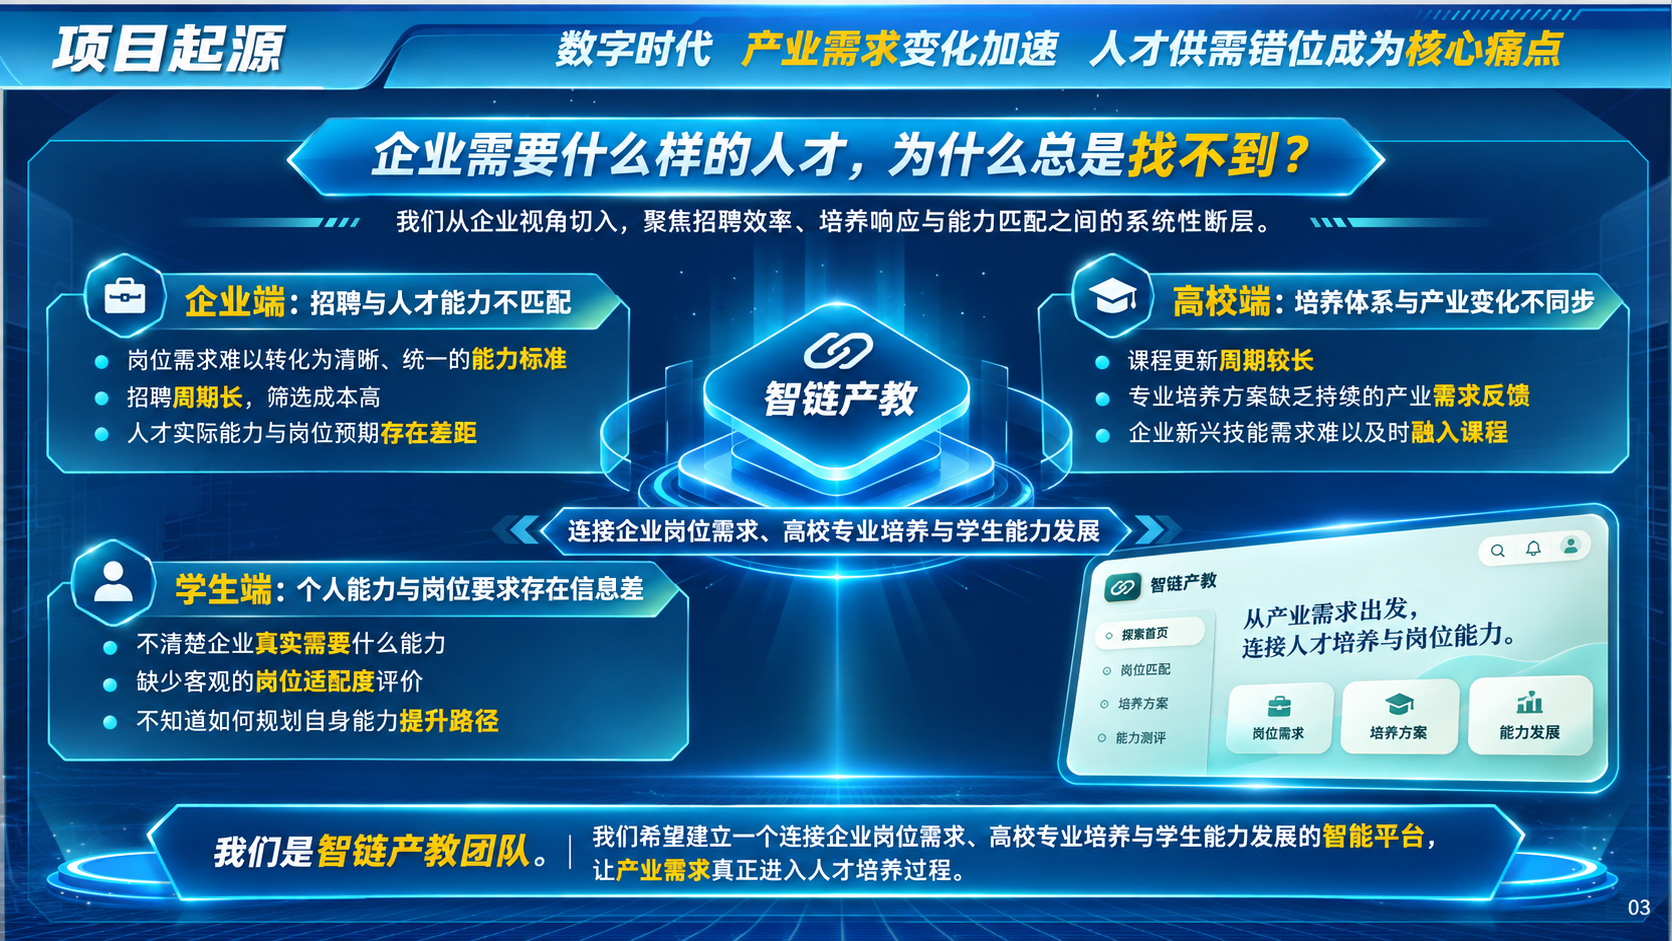 项目起源
数字时代 产业需求变化加速 人才供需错位成为核心痛点
企业需要什么样的人才，为什么总是找不到？
我们从企业视角切入，聚焦招聘效率、培养响应与能力匹配之间的系统性断层。
企业端：招聘与人才能力不匹配
岗位需求难以转化为清晰、统一的能力标准
招聘周期长，筛选成本高
人才实际能力与岗位预期存在差距
智链产教
高校端：培养体系与产业变化不同步
课程更新周期较长
专业培养方案缺乏持续的产业需求反馈
企业新兴技能需求难以及时融入课程
连接企业岗位需求、高校专业培养与学生能力发展
学生端：个人能力与岗位要求存在信息差
不清楚企业真实需要什么能力
缺少客观的岗位适配度评价
不知道如何规划自身能力提升路径
智链产教
探索首页
岗位匹配
培养方案
能力测评
从产业需求出发，
连接人才培养与岗位能力。
岗位需求
培养方案
能力发展
我们是智链产教团队。
我们希望建立一个连接企业岗位需求、高校专业培养与学生能力发展的智能平台，
让产业需求真正进入人才培养过程。
03